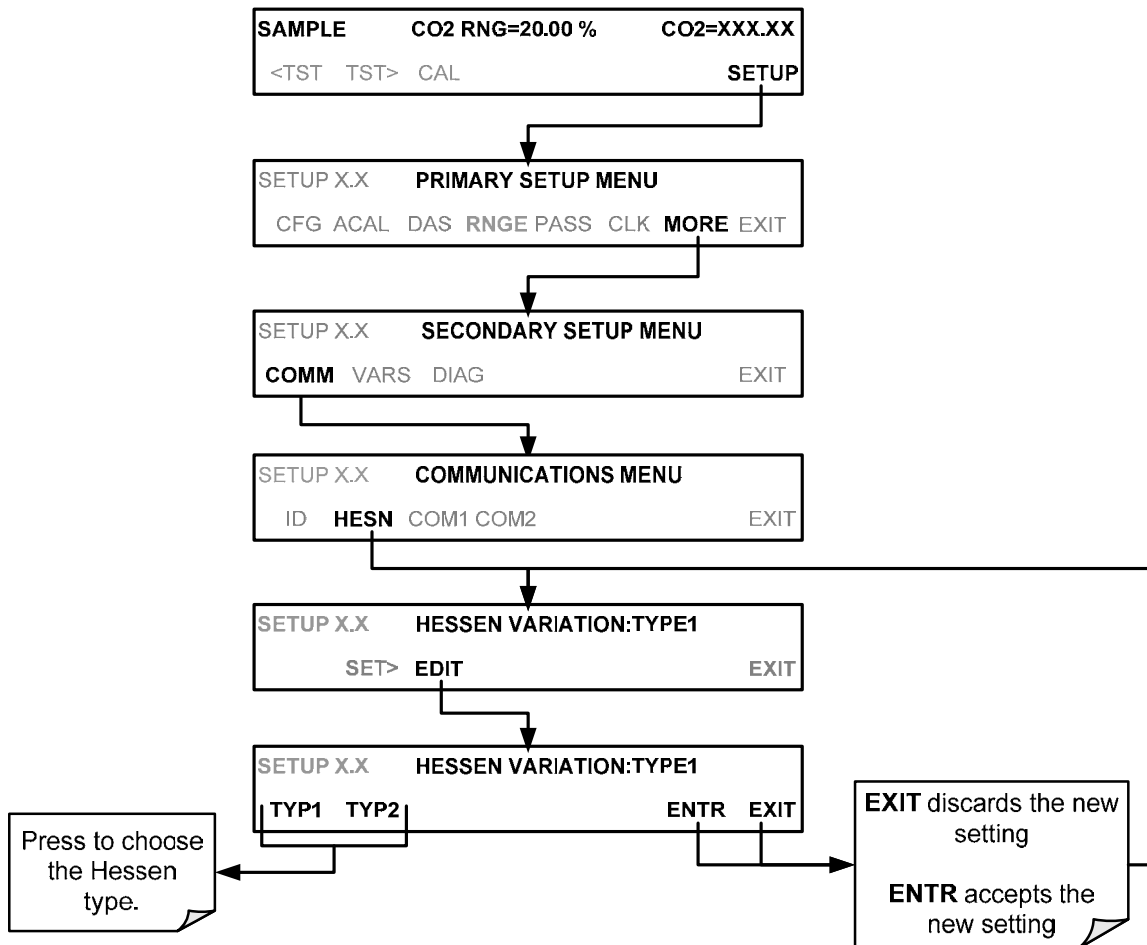 SAMPLE CO2 RNG=20.00 % CO2=XXX.XX
<TST TST> CAL SETUP
SETUP X.X PRIMARY SETUP MENU
CFG ACAL DAS RNGE PASS CLK MORE EXIT
SETUP X.X SECONDARY SETUP MENU
COMM VARS DIAG EXIT
SETUP X.X COMMUNICATIONS MENU
ID HESN COM1 COM2 EXIT
SETUP X.X HESSEN VARIATION:TYPE1
SET> EDIT EXIT
SETUP X.X HESSEN VARIATION:TYPE1
TYP1 TYP2 ENTR EXIT
Press to choose
the Hessen
type.
EXIT discards the new
setting
ENTR accepts the
new setting